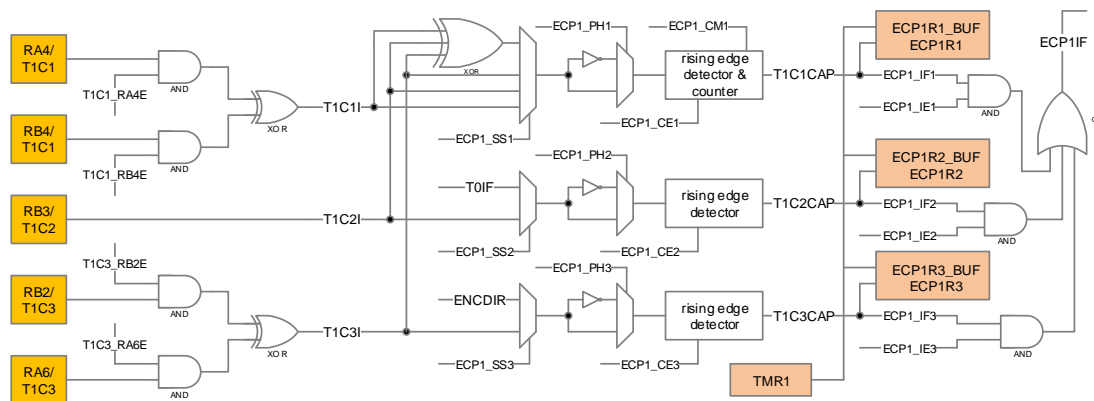 RA4/
T1C1
T1C1_RA4E
AND
RB4/
T1C1
T1C1_RB4E
AND
XOR
T1C1I
XOR
ECP1_SS1
ECP1_PH1
ECP1_CM1
rising edge
detector &
counter
ECP1_CE1
T1C1CAP
ECP1R1_BUF
ECP1R1
ECP1_IF1
ECP1_IE1
AND
ECP1IF
RB3/
T1C2
T1C2I
T0IF
ECP1_SS2
ECP1_PH2
rising edge
detector
ECP1_CE2
T1C2CAP
ECP1R2_BUF
ECP1R2
ECP1_IF2
ECP1_IE2
AND
RB2/
T1C3
T1C3_RB2E
AND
RA6/
T1C3
T1C3_RA6E
AND
XOR
T1C3I
ENCDIR
ECP1_SS3
ECP1_PH3
rising edge
detector
ECP1_CE3
T1C3CAP
ECP1R3_BUF
ECP1R3
ECP1_IF3
ECP1_IE3
AND
TMR1